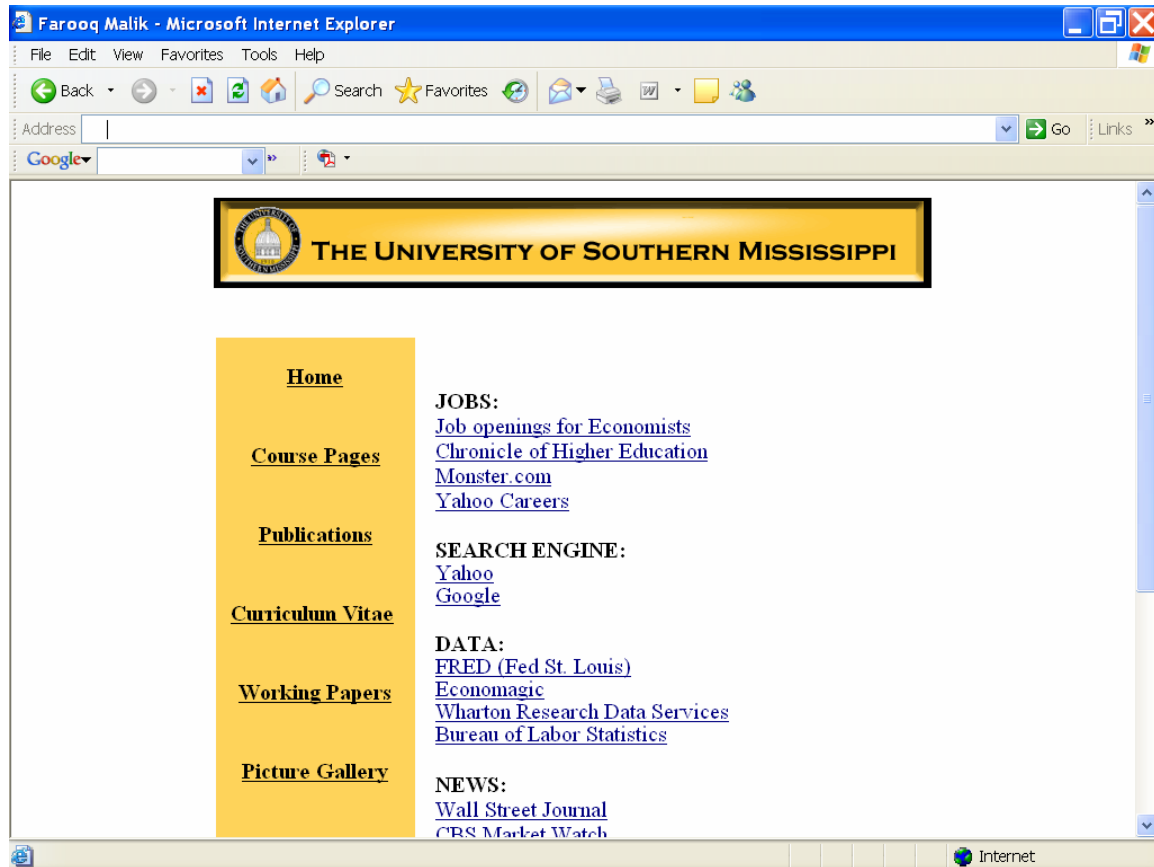 Farooq Malik - Microsoft Internet Explorer
File Edit View Favorites Tools Help
Back Search Favorites W
Address Go Links »
Google »
THE UNIVERSITY OF SOUTHERN MISSISSIPPI
Home
Course Pages
Publications
Curriculum Vitae
Working Papers
Picture Gallery
JOBS:
Job openings for Economists
Chronicle of Higher Education
Monster.com
Yahoo Careers
SEARCH ENGINE:
Yahoo
Google
DATA:
FRED (Fed St. Louis)
Economagic
Wharton Research Data Services
Bureau of Labor Statistics
NEWS:
Wall Street Journal
CBS Market Watch
Internet